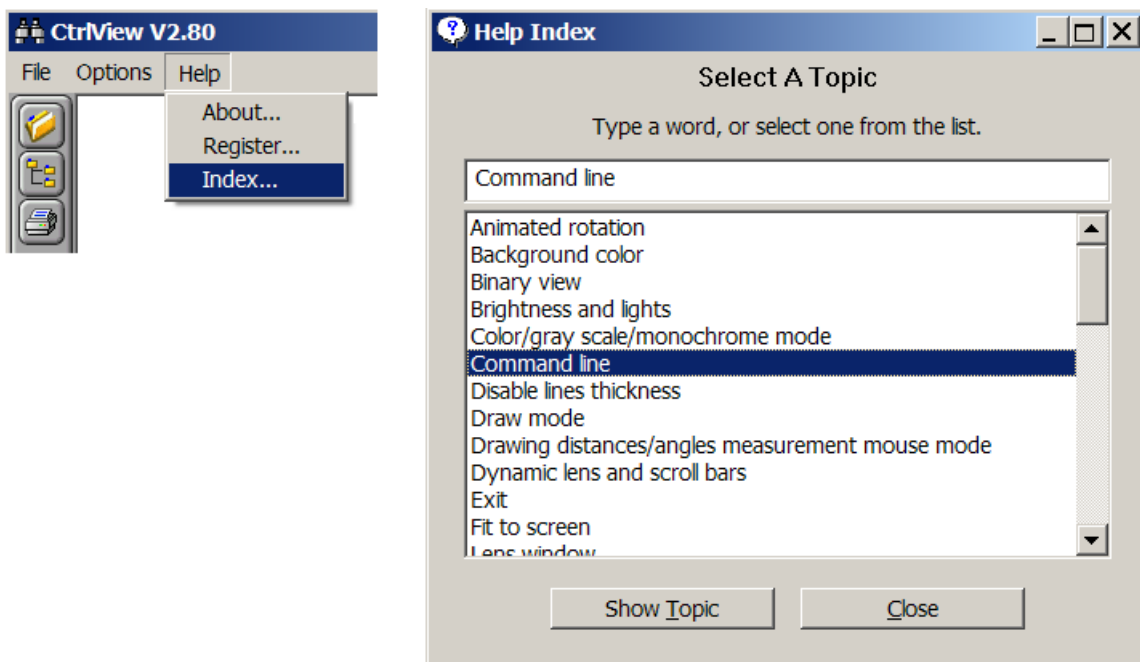 CtrlView V2.80
File Options Help
About...
Register...
Index...
Help Index
Select A Topic
Type a word, or select one from the list.
Command line
Animated rotation
Background color
Binary view
Brightness and lights
Color/gray scale/monochrome mode
Command line
Disable lines thickness
Draw mode
Drawing distances/angles measurement mouse mode
Dynamic lens and scroll bars
Exit
Fit to screen
Lens window
Show Topic
Close